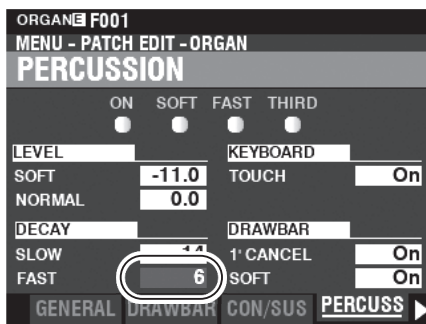 ORGAN E F001
MENU - PATCH EDIT - ORGAN
PERCUSSION
ON SOFT FAST THIRD
LEVEL KEYBOARD
SOFT -11.0 TOUCH On
NORMAL 0.0
DECAY DRAWBAR
SLOW 14 1' CANCEL On
FAST 6 SOFT On
GENERAL DRAWBAR CON/SUS PERCUSS